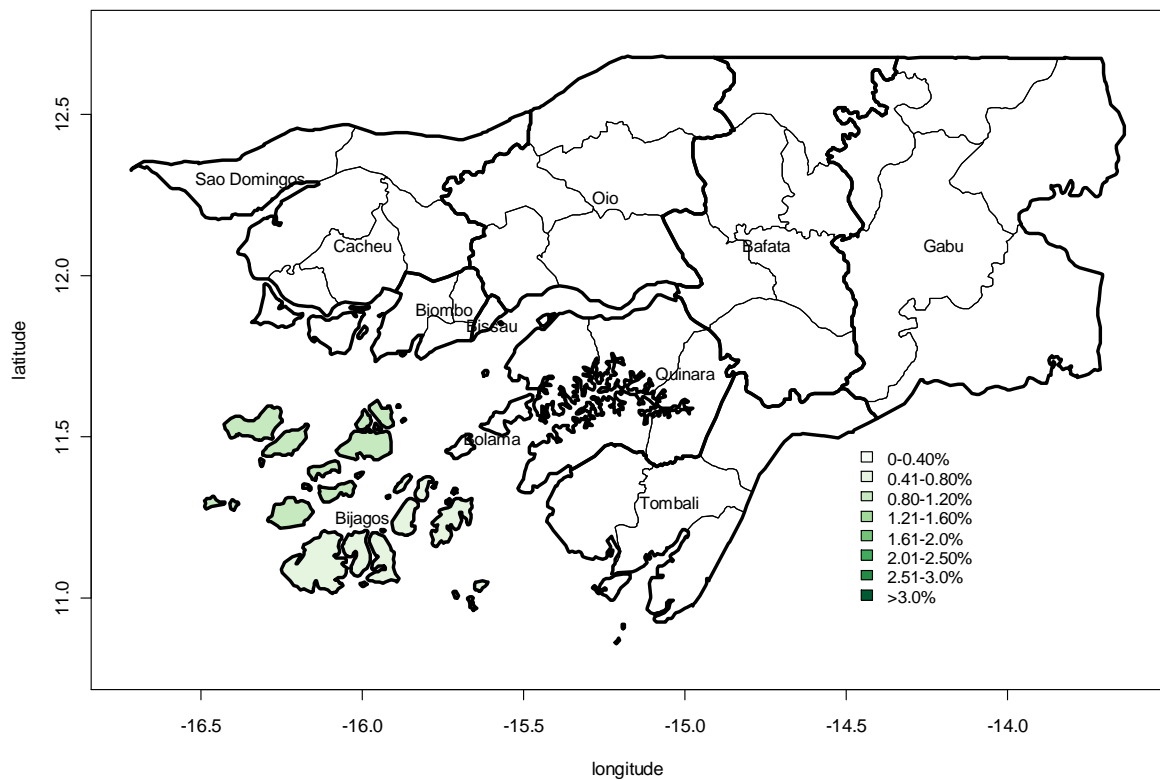 latitude
12.5
12.0
11.5
11.0
Sao Domingos
Oio
Cacheu
Bafata
Gabu
Biombo
Bissau
Quinara
Bolama
Tombali
Bijagos
0-0.40%
0.41-0.80%
0.80-1.20%
1.21-1.60%
1.61-2.0%
2.01-2.50%
2.51-3.0%
>3.0%
-16.5 -16.0 -15.5 -15.0 -14.5 -14.0
longitude